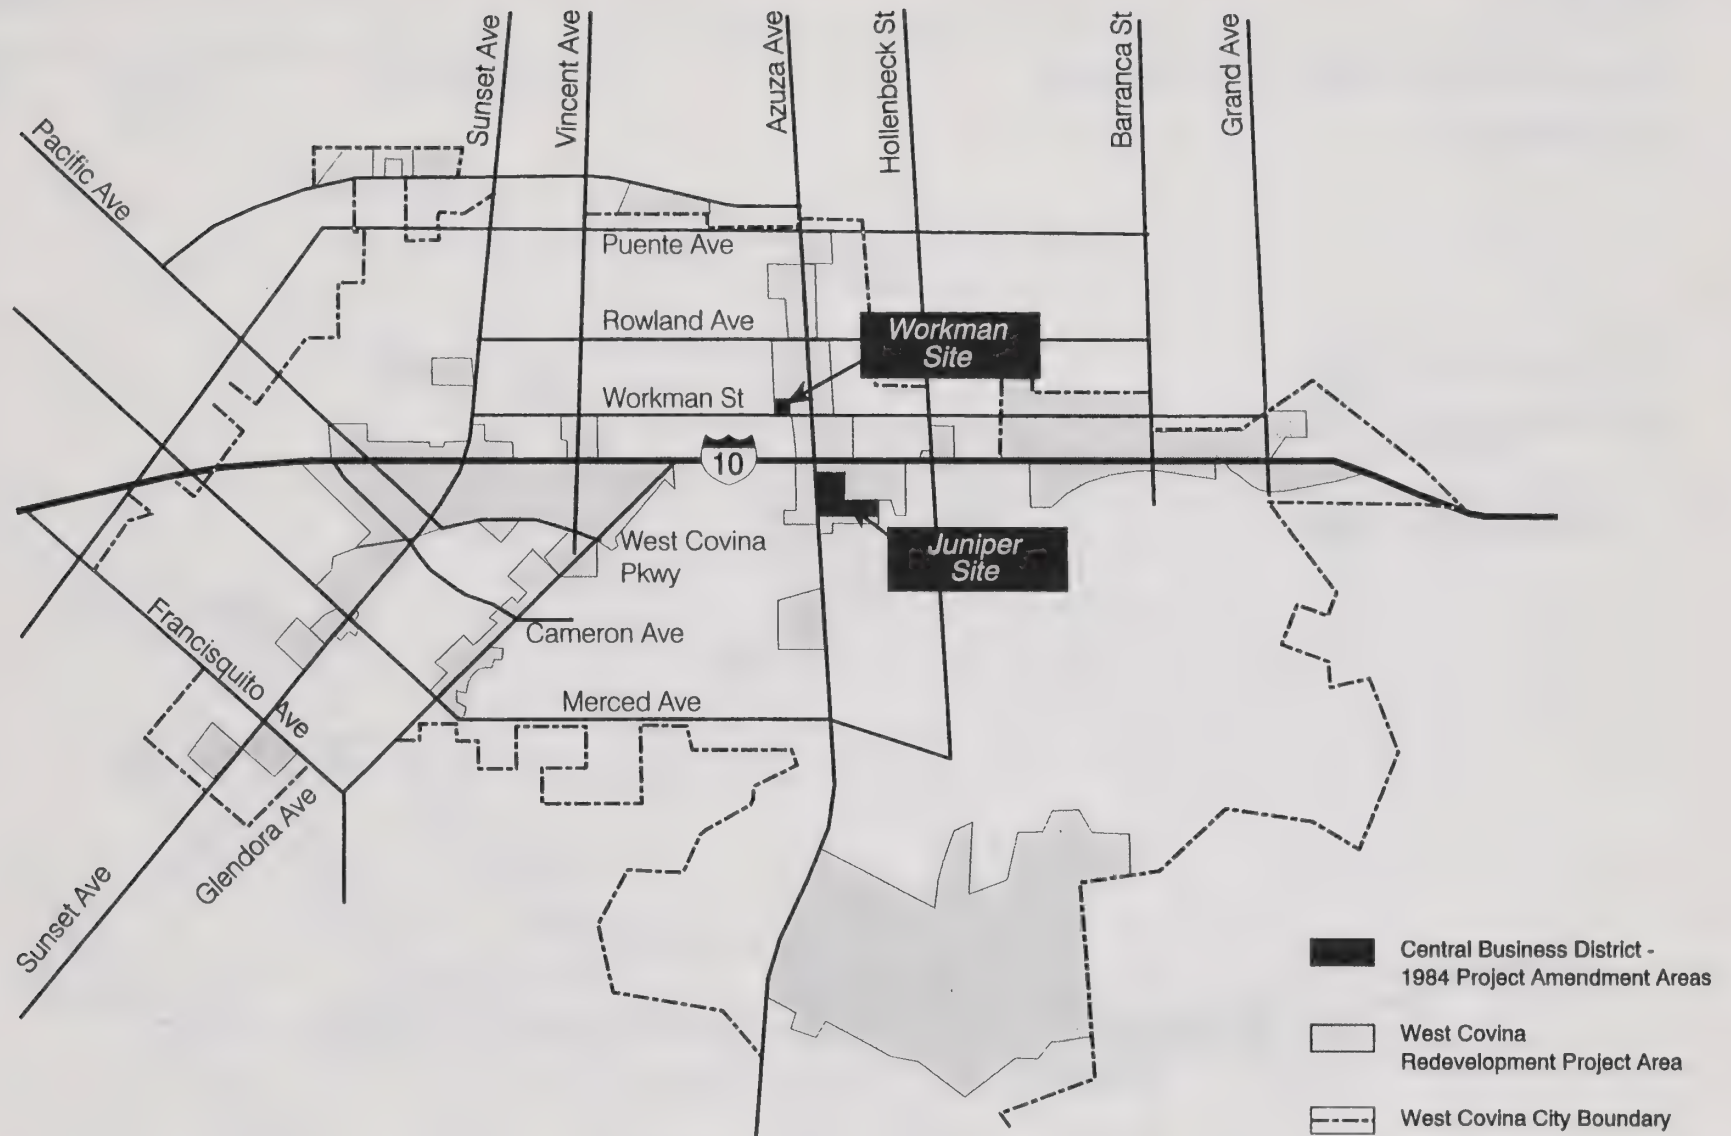 Sunset Ave
Vincent Ave
Azuza Ave
Hollenbeck St
Barranca St
Grand Ave
Pacific Ave
Puente Ave
Rowland Ave
Workman
Site
Workman St
10
West Covina
Pkwy
Juniper
Site
Francisquito Ave
Cameron Ave
Merced Ave
Glendora Ave
Sunset Ave
Central Business District -
1984 Project Amendment Areas
West Covina
Redevelopment Project Area
West Covina City Boundary